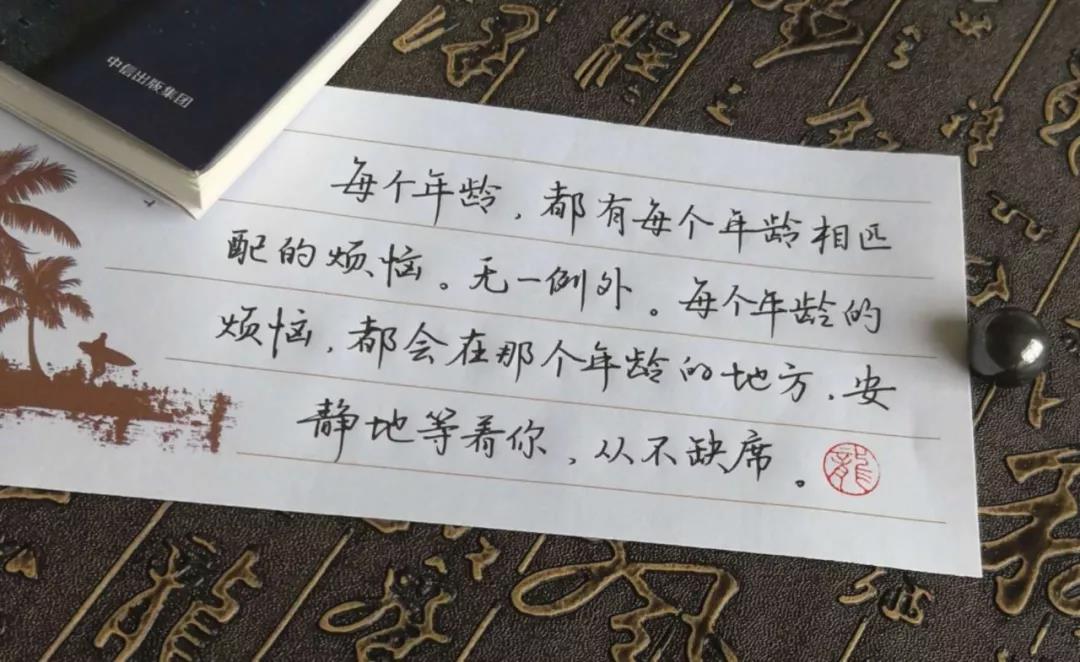 中信出版集团
每个年龄，都有每个年龄相匹
配的烦恼。无一例外。每个年龄的
烦恼，都会在那个年龄的地方，安
静地等着你，从不缺席。
龍